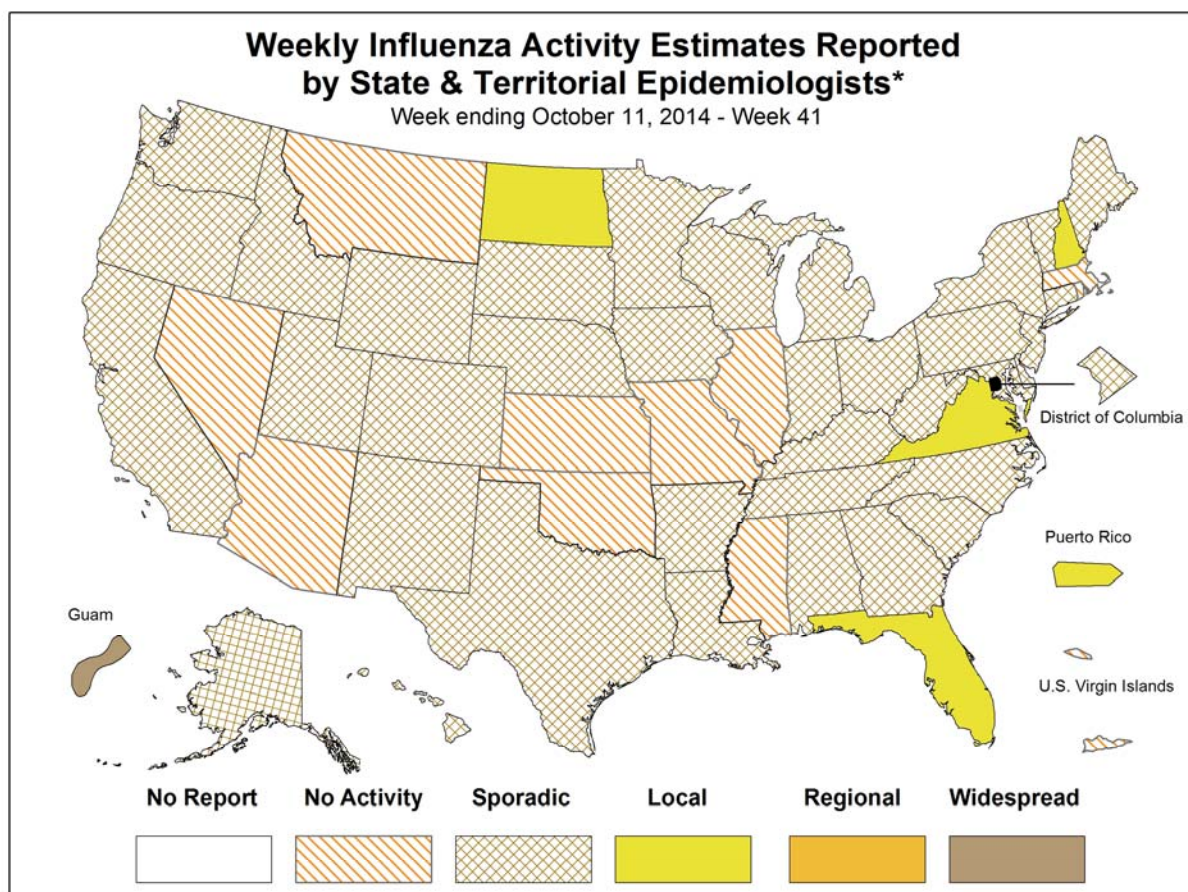 Weekly Influenza Activity Estimates Reported
by State & Territorial Epidemiologists*
Week ending October 11, 2014 - Week 41
District of Columbia
Puerto Rico
Guam
U.S. Virgin Islands
No Report No Activity Sporadic Local Regional Widespread